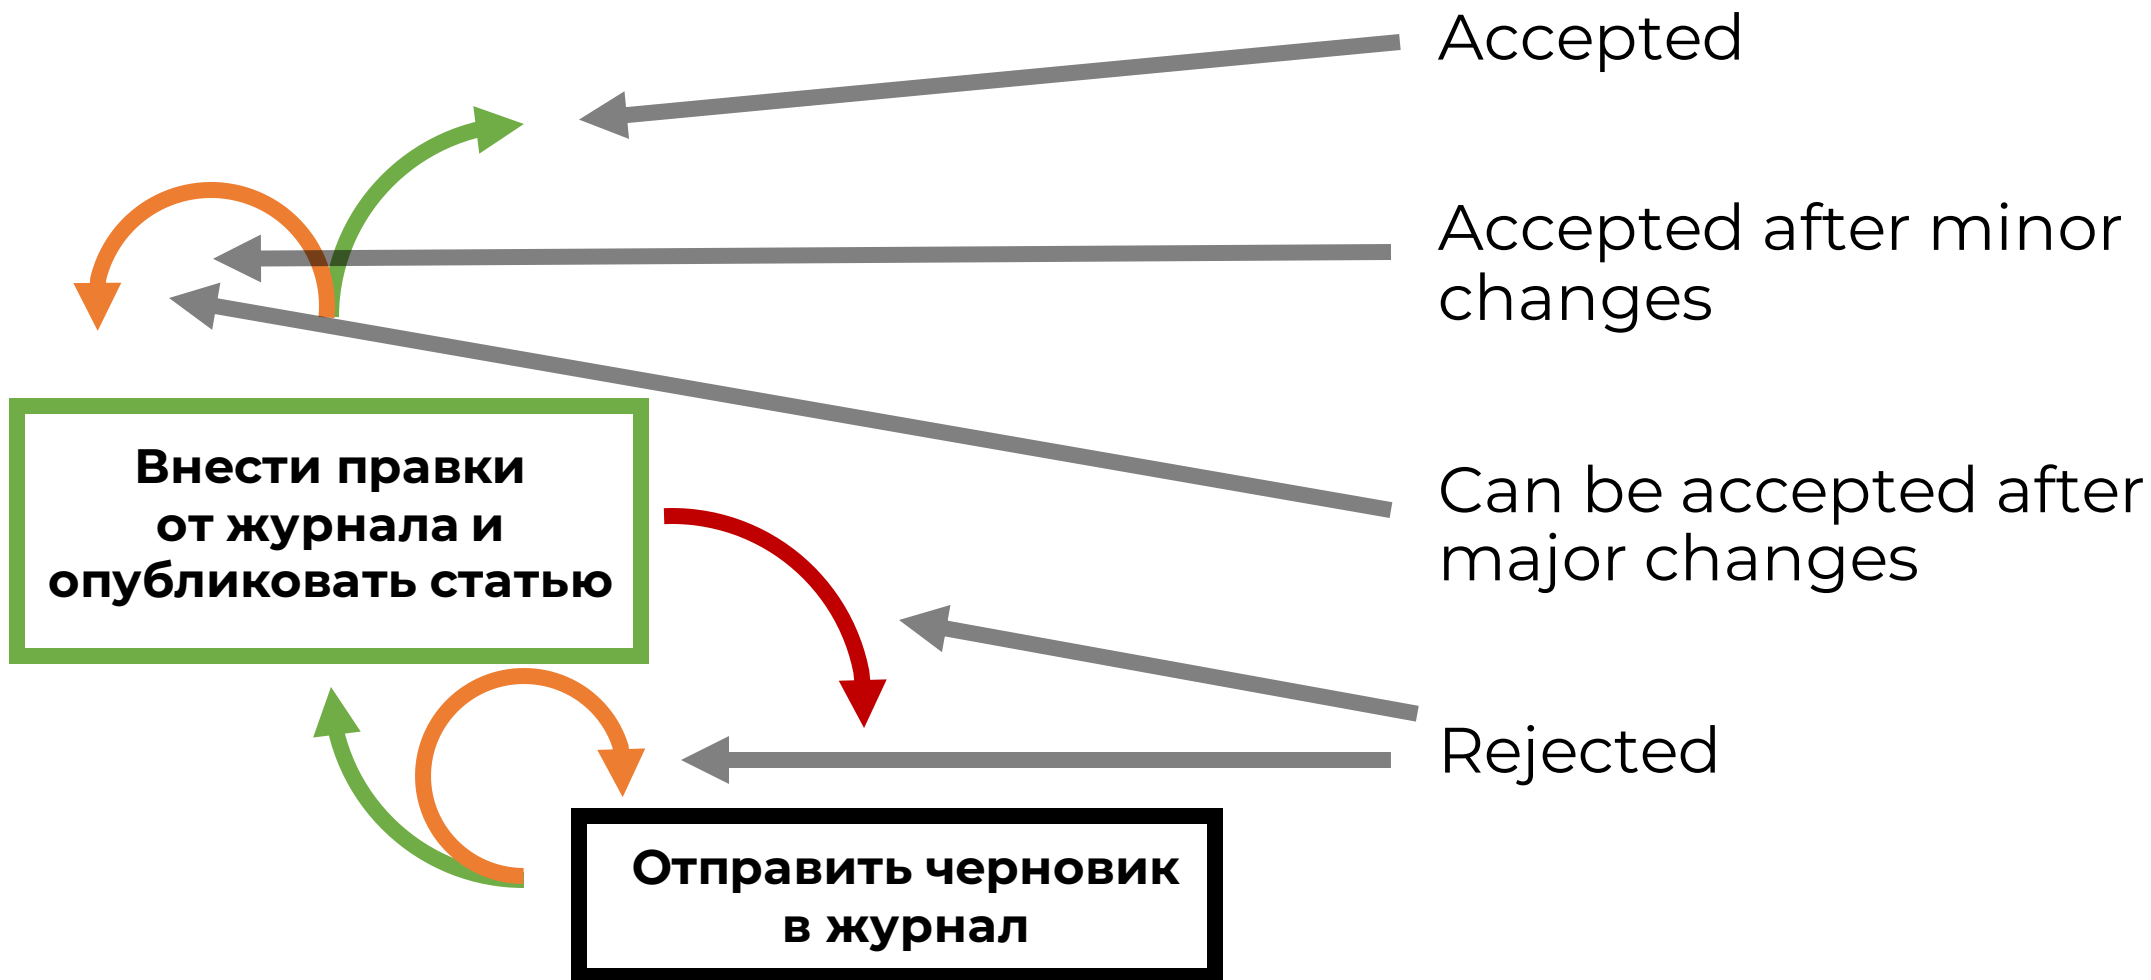 Accepted
Accepted after minor
changes
Внести правки
от журнала и
опубликовать статью
Can be accepted after
major changes
Rejected
Отправить черновик
в журнал